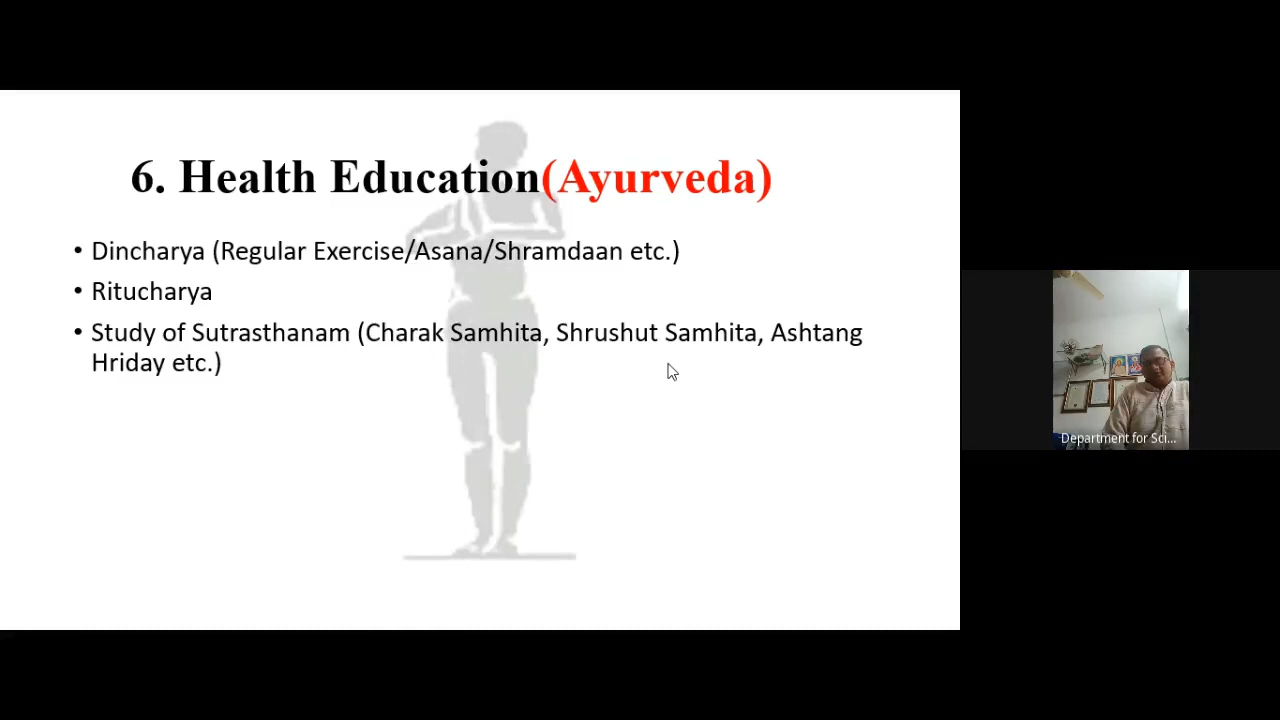 6. Health Education(Ayurveda)
• Dincharya (Regular Exercise/Asana/Shramdaan etc.)
• Ritucharya
• Study of Sutrasthanam (Charak Samhita, Shrushut Samhita, Ashtang
Hriday etc.)
Department for Sci...